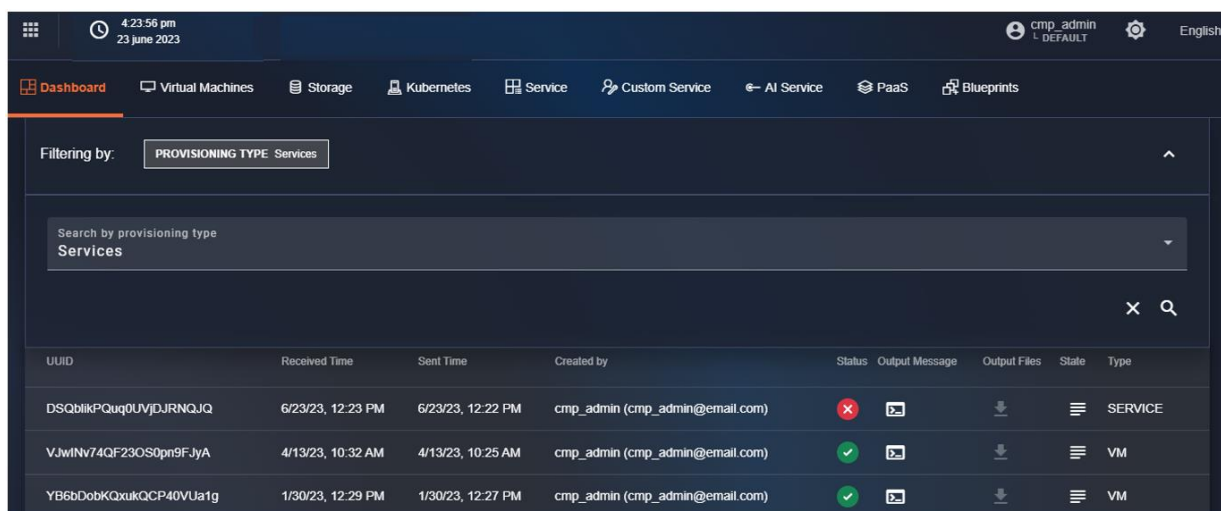 4:23:56 pm
23 june 2023
cmp_admin
└ DEFAULT
English
Dashboard Virtual Machines Storage Kubernetes Service Custom Service AI Service PaaS Blueprints
Filtering by: PROVISIONING TYPE Services
Search by provisioning type
Services
UUID Received Time Sent Time Created by Status Output Message Output Files State Type
DSQblikPQuq0UVjDJRNQJQ 6/23/23, 12:23 PM 6/23/23, 12:22 PM cmp_admin (cmp_admin@email.com) SERVICE
VJwINv74QF23OS0pn9FJyA 4/13/23, 10:32 AM 4/13/23, 10:25 AM cmp_admin (cmp_admin@email.com) VM
YB6bDobKQxukQCP40VUa1g 1/30/23, 12:29 PM 1/30/23, 12:27 PM cmp_admin (cmp_admin@email.com) VM